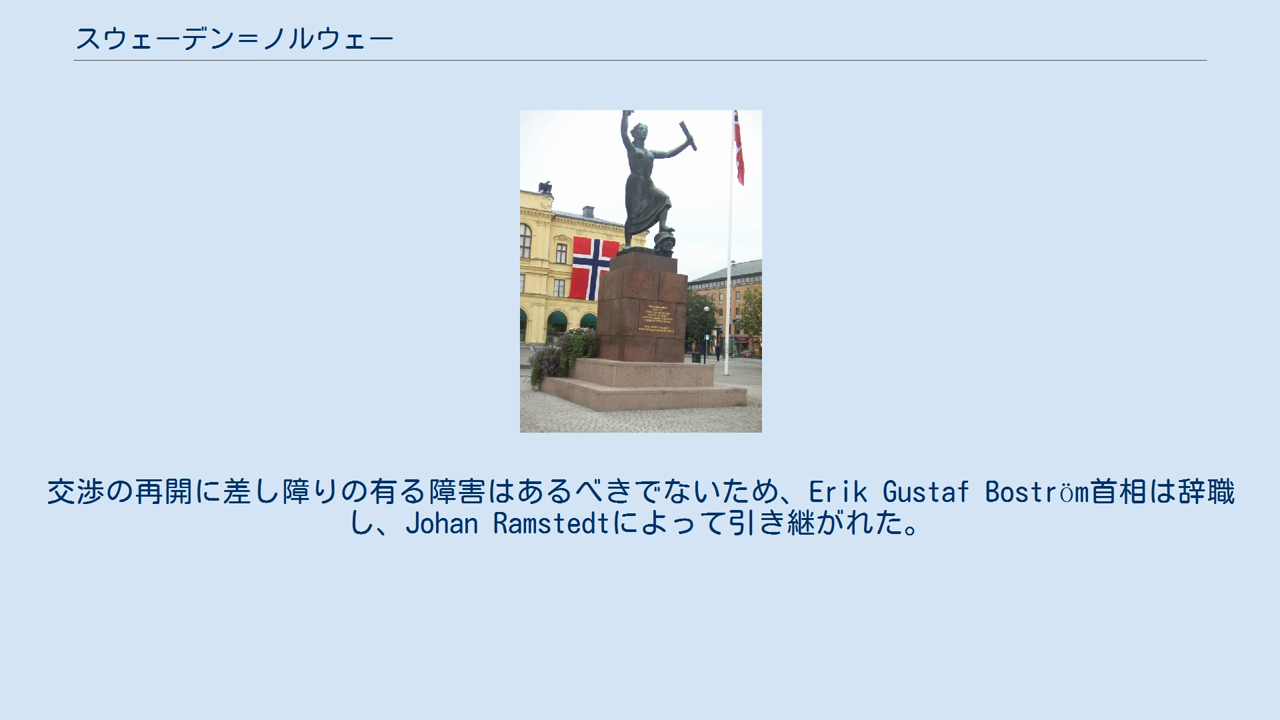 スウェーデン＝ノルウェー
交渉の再開に差し障りの有る障害はあるべきでないため、Erik Gustaf Boström首相は辞職
し、Johan Ramstedtによって引き継がれた。